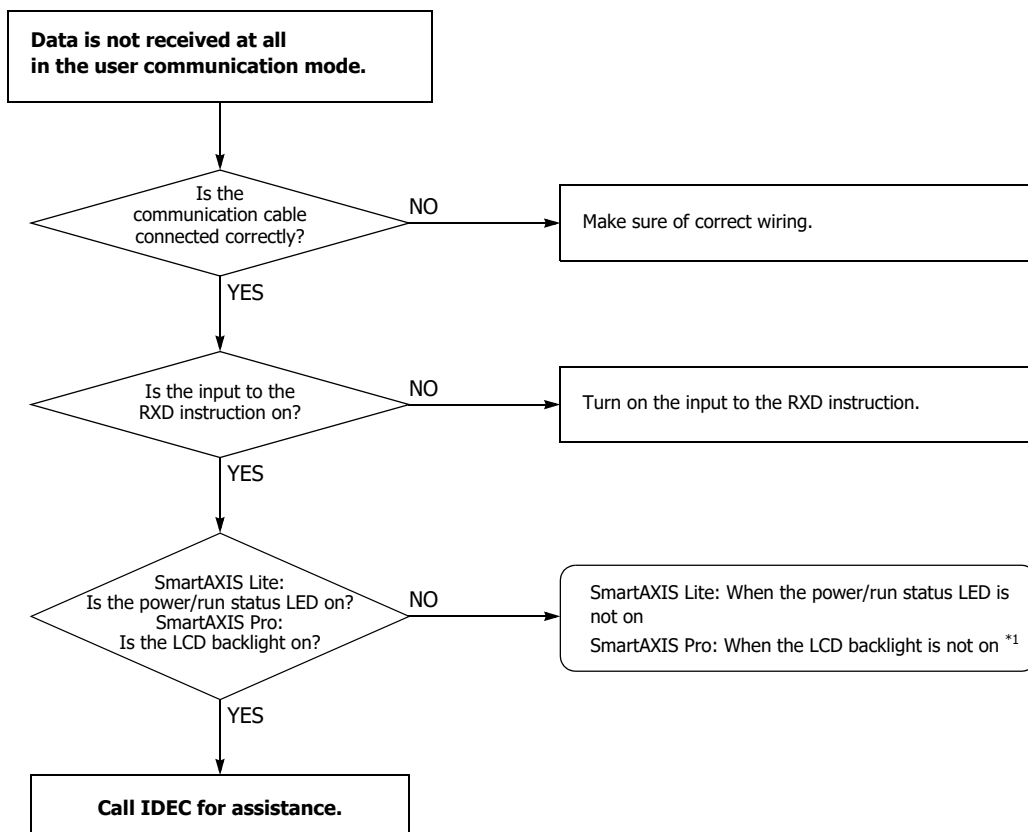 Data is not received at all
in the user communication mode.
Is the
communication cable
connected correctly?
NO
Make sure of correct wiring.
YES
Is the input to the
RXD instruction on?
NO
Turn on the input to the RXD instruction.
YES
SmartAXIS Lite:
Is the power/run status LED on?
SmartAXIS Pro:
Is the LCD backlight on?
NO
SmartAXIS Lite: When the power/run status LED is
not on
SmartAXIS Pro: When the LCD backlight is not on *1
YES
Call IDEC for assistance.